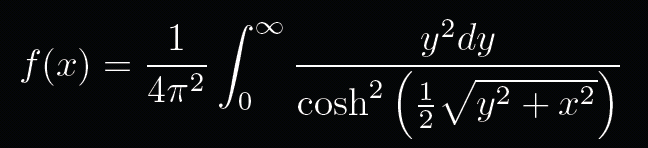 f(x) = \frac{1}{4\pi^2} \int_0^\infty \frac{y^2 dy}{\cosh^2 \left( \frac{1}{2} \sqrt{y^2 + x^2} \right)}